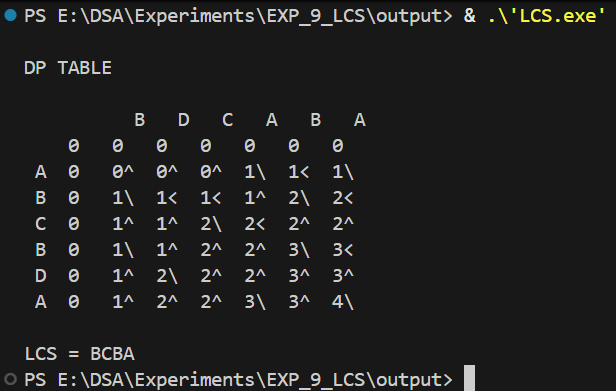 PS E:\DSA\Experiments\EXP_9_LCS\output> & .\'LCS.exe'
DP TABLE
B D C A B A
0 0 0 0 0 0 0
A 0 0^ 0^ 0^ 1\ 1< 1\
B 0 1\ 1< 1< 1^ 2\ 2<
C 0 1^ 1^ 2\ 2< 2^ 2^
B 0 1\ 1^ 2^ 2^ 3\ 3<
D 0 1^ 2\ 2^ 2^ 3^ 3^
A 0 1^ 2^ 2^ 3\ 3^ 4\
LCS = BCBA
PS E:\DSA\Experiments\EXP_9_LCS\output>